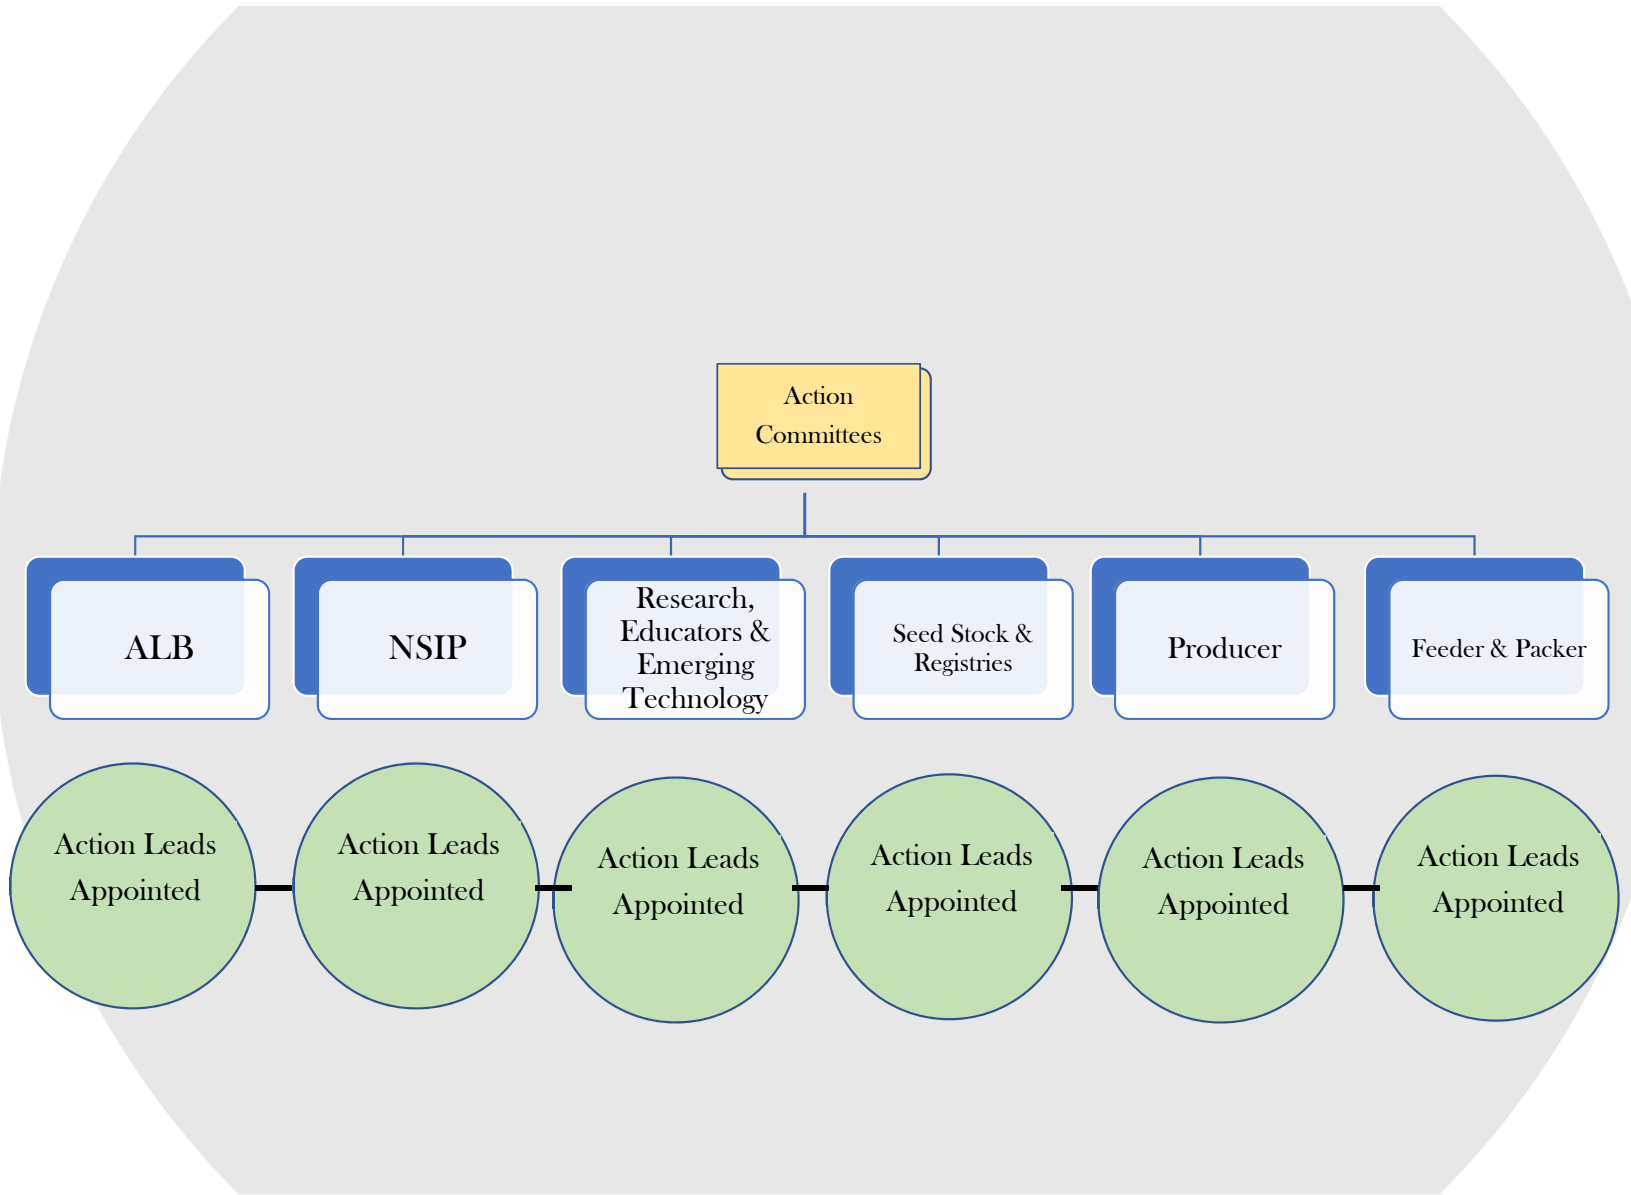 Action
Committees
ALB
NSIP
Research,
Educators &
Emerging
Technology
Seed Stock &
Registries
Producer
Feeder & Packer
Action Leads
Appointed
Action Leads
Appointed
Action Leads
Appointed
Action Leads
Appointed
Action Leads
Appointed
Action Leads
Appointed